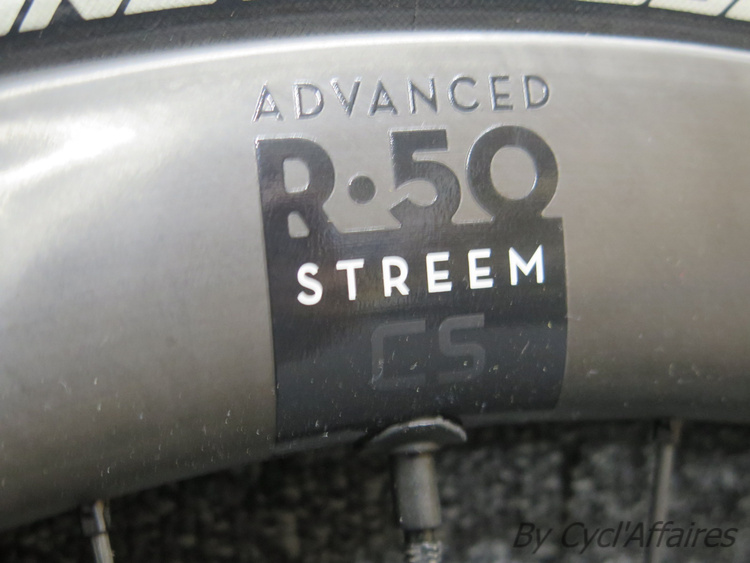 ADVANCED
R.50
STREEM
CS
By Cycl'Affaires